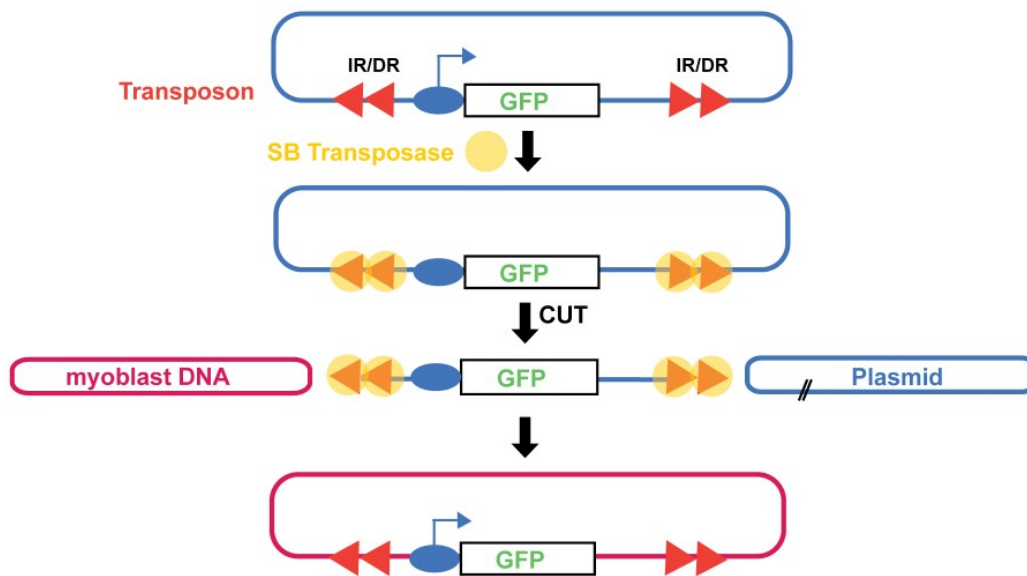 IR/DR
IR/DR
Transposon
GFP
SB Transposase
GFP
CUT
myoblast DNA
GFP
Plasmid
GFP